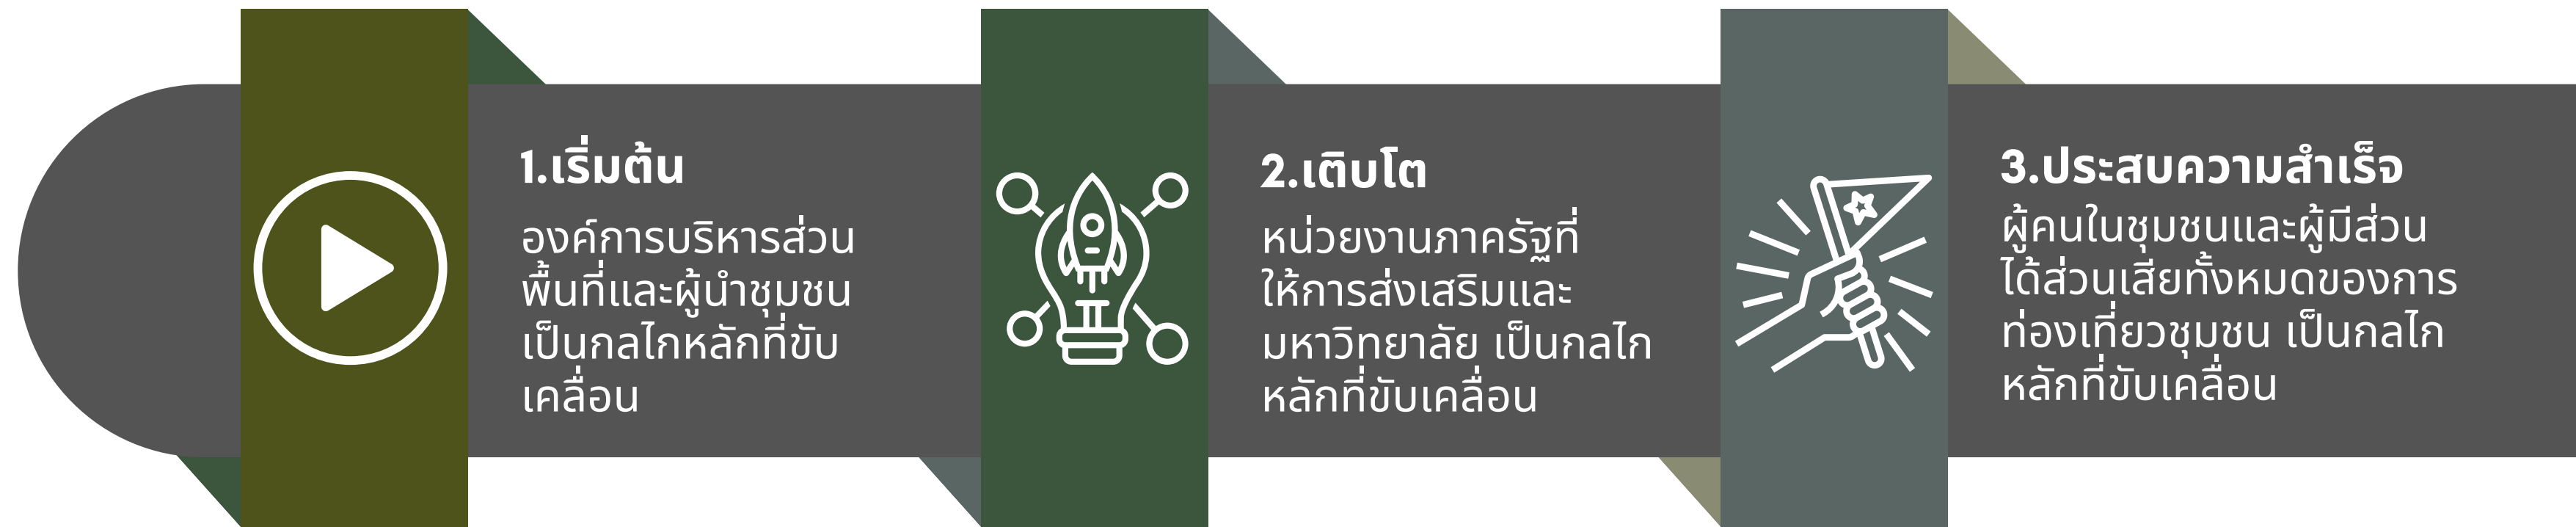 1.เริ่มต้น
องค์การบริหารส่วน
พื้นที่และผู้นำชุมชน
เป็นกลไกหลักที่ขับ
เคลื่อน
2.เติบโต
หน่วยงานภาครัฐที่
ให้การส่งเสริมและ
มหาวิทยาลัย เป็นกลไก
หลักที่ขับเคลื่อน
3.ประสบความสำเร็จ
ผู้คนในชุมชนและผู้มีส่วน
ได้ส่วนเสียทั้งหมดของการ
ท่องเที่ยวชุมชน เป็นกลไก
หลักที่ขับเคลื่อน